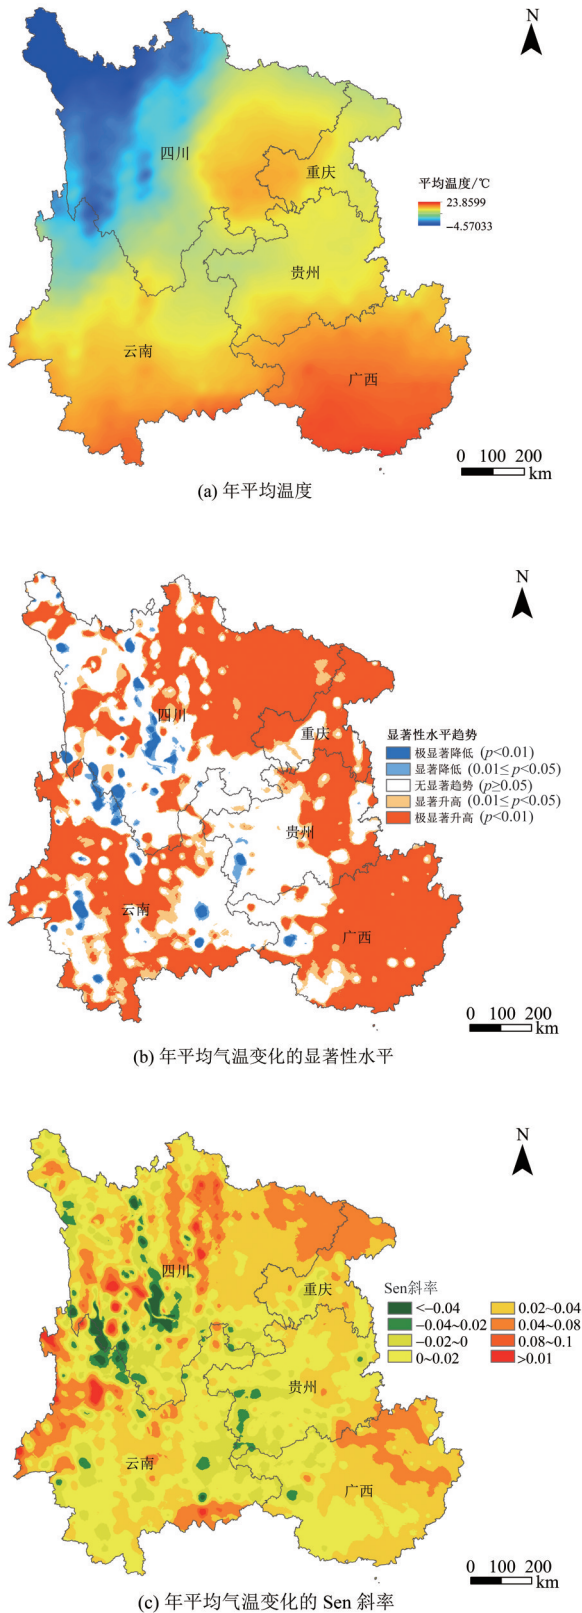 N
四川
重庆
平均温度/℃
23.8599
-4.57033
贵州
云南
广西
0 100 200
km
(a) 年平均温度
N
四川
重庆
显著性水平趋势
极显著降低 (p<0.01)
显著降低 (0.01≤ p<0.05)
无显著趋势 (p≥0.05)
显著升高 (0.01≤ p<0.05)
极显著升高 (p<0.01)
贵州
云南
广西
0 100 200
km
(b) 年平均气温变化的显著性水平
N
四川
重庆
Sen斜率
<-0.04 0.02~0.04
-0.04~0.02 0.04~0.08
-0.02~0 0.08~0.1
0~0.02 >0.01
贵州
云南
广西
0 100 200
km
(c) 年平均气温变化的 Sen 斜率